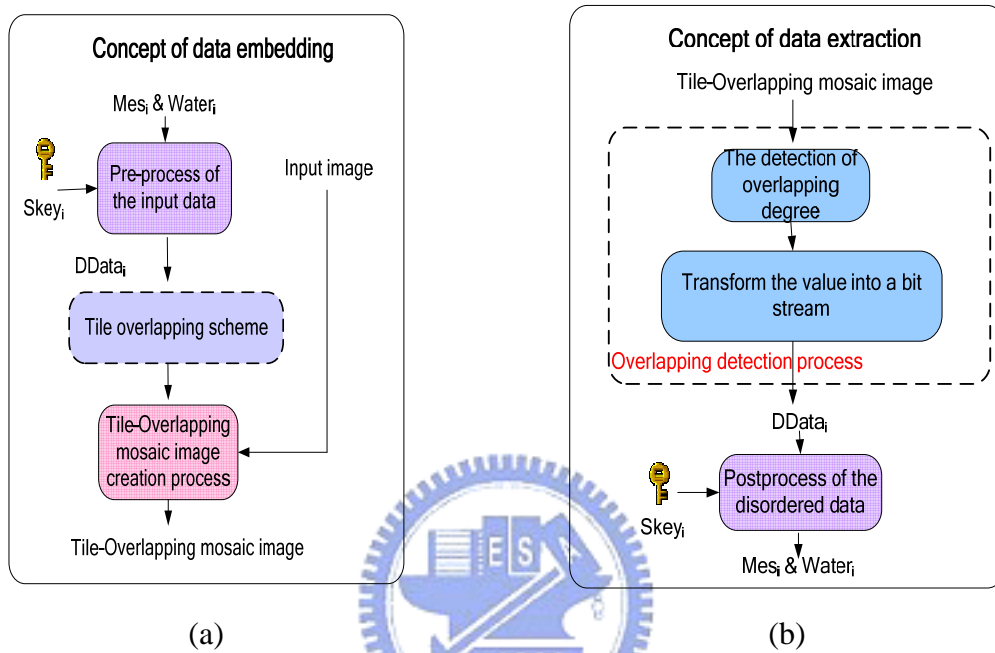 Concept of data embedding
Mesi & Wateri
Skeyi
Pre-process of
the input data
Input image
DDatai
Tile overlapping scheme
Tile-Overlapping
mosaic image
creation process
Tile-Overlapping mosaic image
(a)
Concept of data extraction
Tile-Overlapping mosaic image
The detection of
overlapping
degree
Transform the value into a bit
stream
Overlapping detection process
DDatai
Skeyi
Postprocess of the
disordered data
Mesi & Wateri
(b)
E S